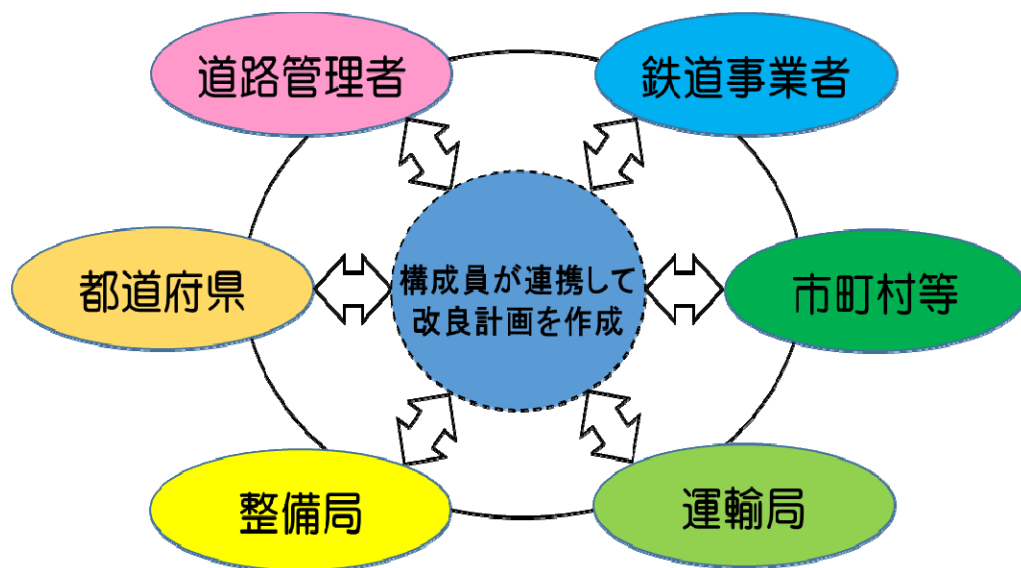 道路管理者
鉄道事業者
都道府県
構成員が連携して
改良計画を作成
市町村等
整備局
運輸局